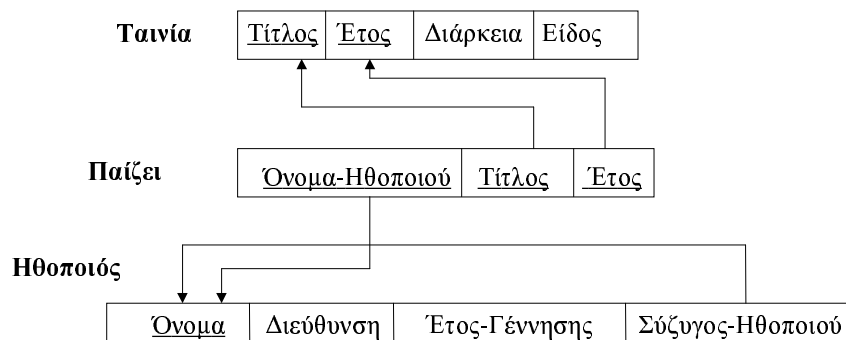 Ταινία Τίτλος Έτος Διάρκεια Είδος
Παίζει Όνομα-Ηθοποιού Τίτλος Έτος
Ηθοποιός
Όνομα Διεύθυνση Έτος-Γέννησης Σύζυγος-Ηθοποιού